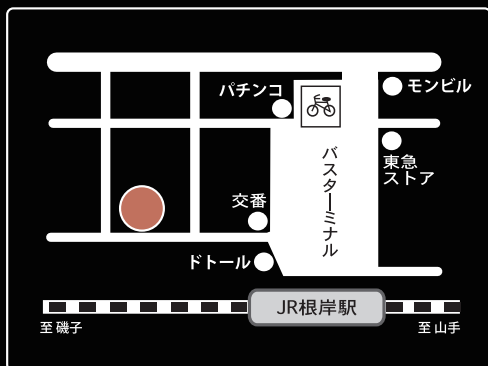 パチンコ
モンビル
東急
ストア
バスターミナル
交番
ドトール
JR根岸駅
至 磯子
至 山手